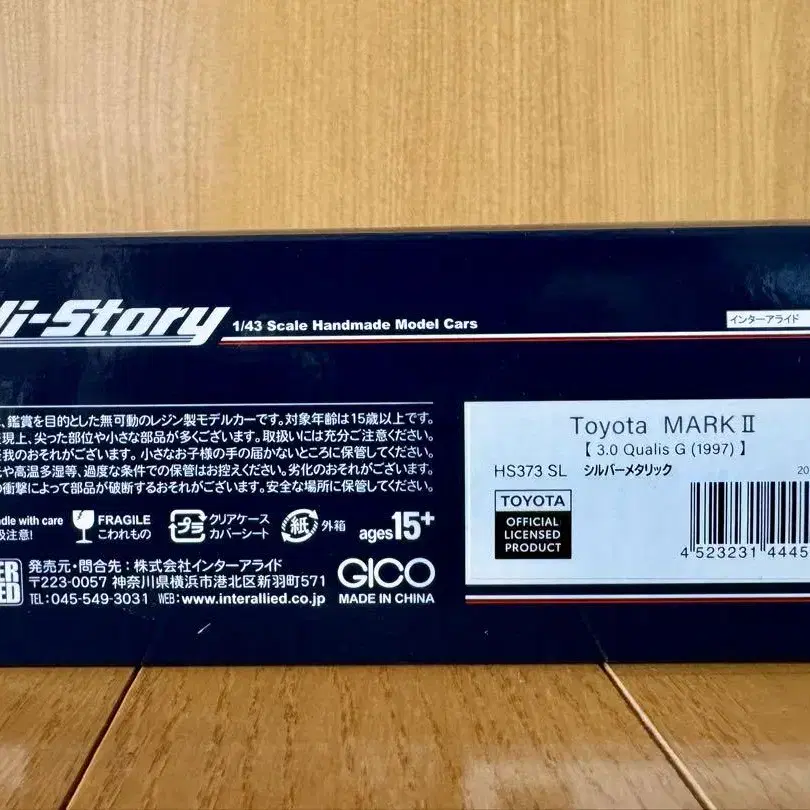 i-Story 1/43 Scale Handmade Model Cars
インターアライド
、鑑賞を目的とした無可動のレジン製モデルカーです。対象年齢は15歳以上です。
現上、尖った部位や小さな部品が多くございます。取扱いには充分ご注意ください。
我のおそれがございます。小さなお子様の手の届かないところに保管してください。
や高温多湿等、過度な条件での保管はお控えください。劣化のおそれがございます。
の衝撃によって部品が破断するおそれがございます。安全な場所に保管してください。
dle with care
及注意!
FRAGILE
こわれもの
プラ
クリアケース
カバーシート
紙
外箱
ages15+
ER
ED
発売元・問合先:株式会社インターアライド
〒223-0057 神奈川県横浜市港北区新羽町571
TEL:045-549-3031 WEB:www.interallied.co.jp
GICO
MADE IN CHINA
Toyota MARKⅡ
【 3.0 Qualis G (1997) 】
HS373 SL シルバーメタリック 20
TOYOTA
OFFICIAL
LICENSED
PRODUCT
4 523231 4445